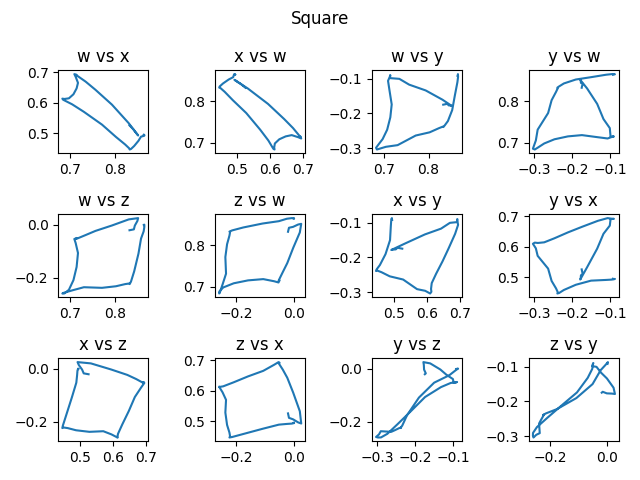 Square
w vs x
x vs w
w vs y
y vs w
0.7
0.6
0.5
0.7 0.8
0.8
0.7
0.5 0.6 0.7
−0.1
−0.2
−0.3
0.7 0.8
0.8
0.7
−0.3 −0.2 −0.1
w vs z
z vs w
x vs y
y vs x
0.0
−0.2
0.7 0.8
0.8
0.7
−0.2 0.0
−0.1
−0.2
−0.3
0.5 0.6 0.7
0.7
0.6
0.5
−0.3 −0.2 −0.1
x vs z
z vs x
y vs z
z vs y
0.0
−0.2
0.5 0.6 0.7
0.7
0.6
0.5
−0.2 0.0
0.0
−0.2
−0.3 −0.2 −0.1
−0.1
−0.2
−0.3
−0.2 0.0